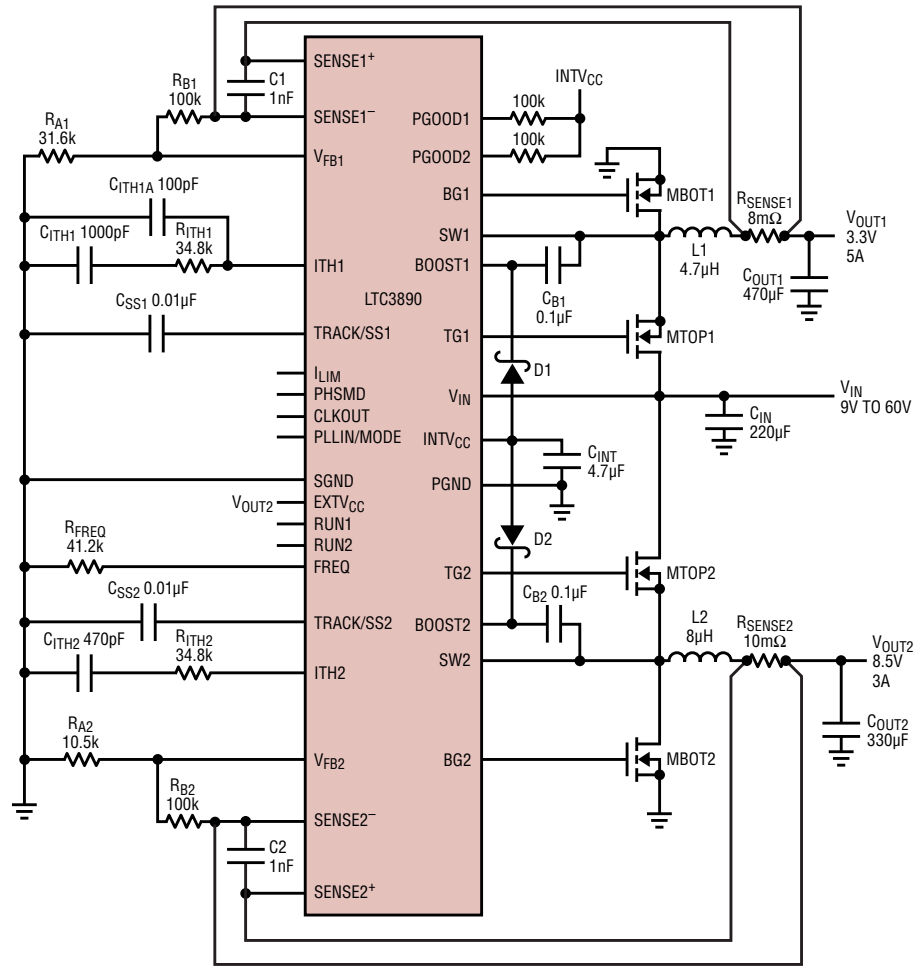 SENSE1+
C1
1nF
RB1
100k
SENSE1–
RA1
31.6k
VFB1
CITH1A 100pF
CITH1 1000pF
RITH1
34.8k
ITH1
LTC3890
CSS1 0.01µF
TRACK/SS1
ILIM
PHSMD
CLKOUT
PLLIN/MODE
SGND
VOUT2
EXTVCC
RUN1
RUN2
RFREQ
41.2k
FREQ
CSS2 0.01µF
TRACK/SS2
CITH2 470pF
RITH2
34.8k
ITH2
RA2
10.5k
VFB2
RB2
100k
SENSE2–
C2
1nF
SENSE2+
INTVCC
PGOOD1
100k
PGOOD2
100k
BG1
MBOT1
SW1
L1
4.7µH
RSENSE1
8mΩ
VOUT1
3.3V
5A
COUT1
470µF
BOOST1
CB1
0.1µF
TG1
MTOP1
D1
VIN
VIN
9V TO 60V
CIN
220µF
INTVCC
CINT
4.7µF
PGND
D2
TG2
MTOP2
CB2 0.1µF
BOOST2
SW2
L2
8µH
RSENSE2
10mΩ
VOUT2
8.5V
3A
COUT2
330µF
BG2
MBOT2